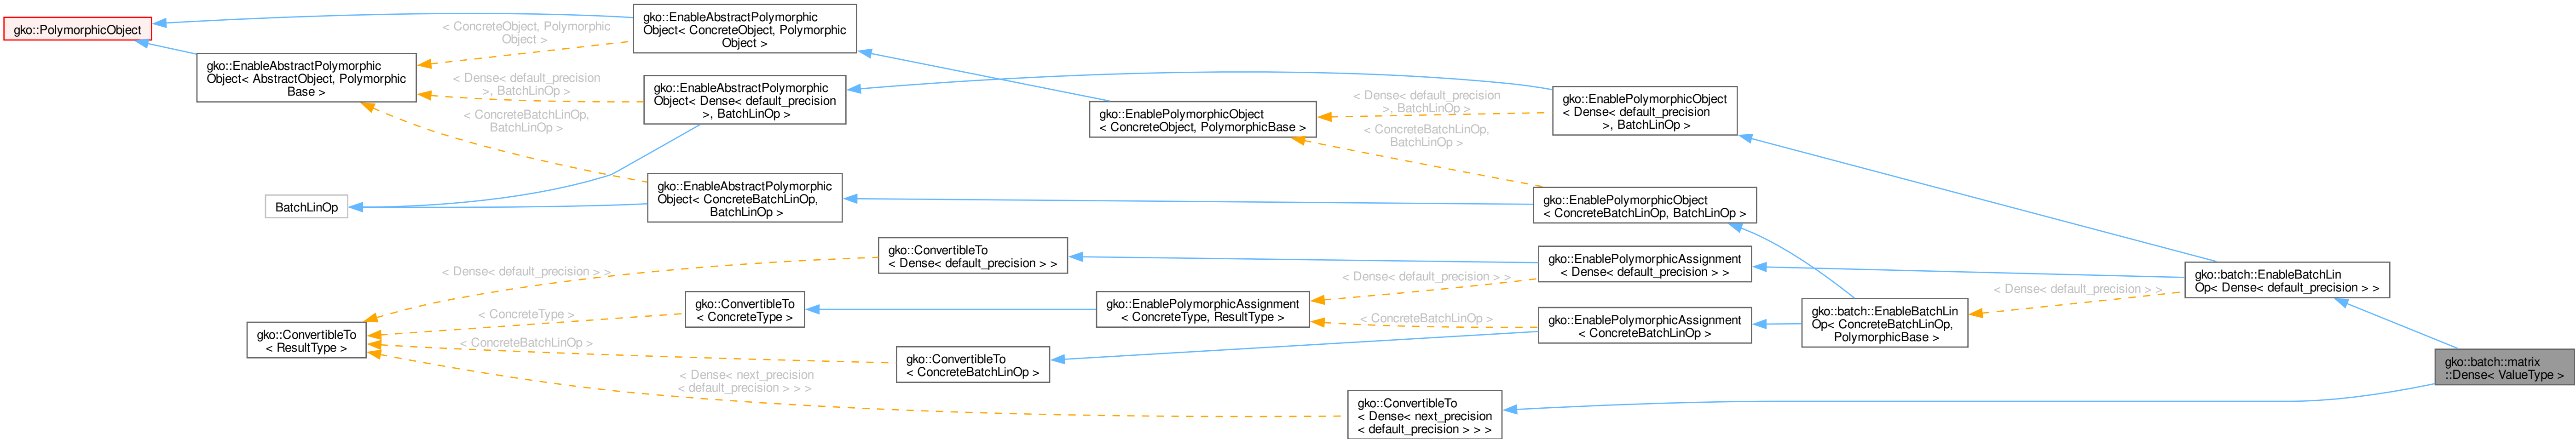 gko::PolymorphicObject
gko::EnableAbstractPolymorphic
Object< AbstractObject, Polymorphic
Base >
BatchLinOp
gko::ConvertibleTo
< ResultType >
< ConcreteObject, Polymorphic
Object >
< Dense< default_precision
>, BatchLinOp >
< ConcreteBatchLinOp,
BatchLinOp >
< Dense< default_precision > >
< ConcreteType >
< ConcreteBatchLinOp >
< Dense< next_precision
< default_precision > > >
gko::EnableAbstractPolymorphic
Object< ConcreteObject, Polymorphic
Object >
gko::EnableAbstractPolymorphic
Object< Dense< default_precision
>, BatchLinOp >
gko::EnableAbstractPolymorphic
Object< ConcreteBatchLinOp,
BatchLinOp >
gko::ConvertibleTo
< Dense< default_precision > >
gko::ConvertibleTo
< ConcreteType >
gko::ConvertibleTo
< ConcreteBatchLinOp >
gko::EnablePolymorphicObject
< ConcreteObject, PolymorphicBase >
gko::EnablePolymorphicAssignment
< ConcreteType, ResultType >
gko::ConvertibleTo
< Dense< next_precision
< default_precision > > >
< Dense< default_precision
>, BatchLinOp >
< ConcreteBatchLinOp,
BatchLinOp >
< Dense< default_precision > >
< ConcreteBatchLinOp >
gko::EnablePolymorphicObject
< Dense< default_precision
>, BatchLinOp >
gko::EnablePolymorphicObject
< ConcreteBatchLinOp, BatchLinOp >
gko::EnablePolymorphicAssignment
< Dense< default_precision > >
gko::EnablePolymorphicAssignment
< ConcreteBatchLinOp >
gko::batch::EnableBatchLin
Op< ConcreteBatchLinOp,
PolymorphicBase >
< Dense< default_precision > >
gko::batch::EnableBatchLin
Op< Dense< default_precision > >
gko::batch::matrix
::Dense< ValueType >